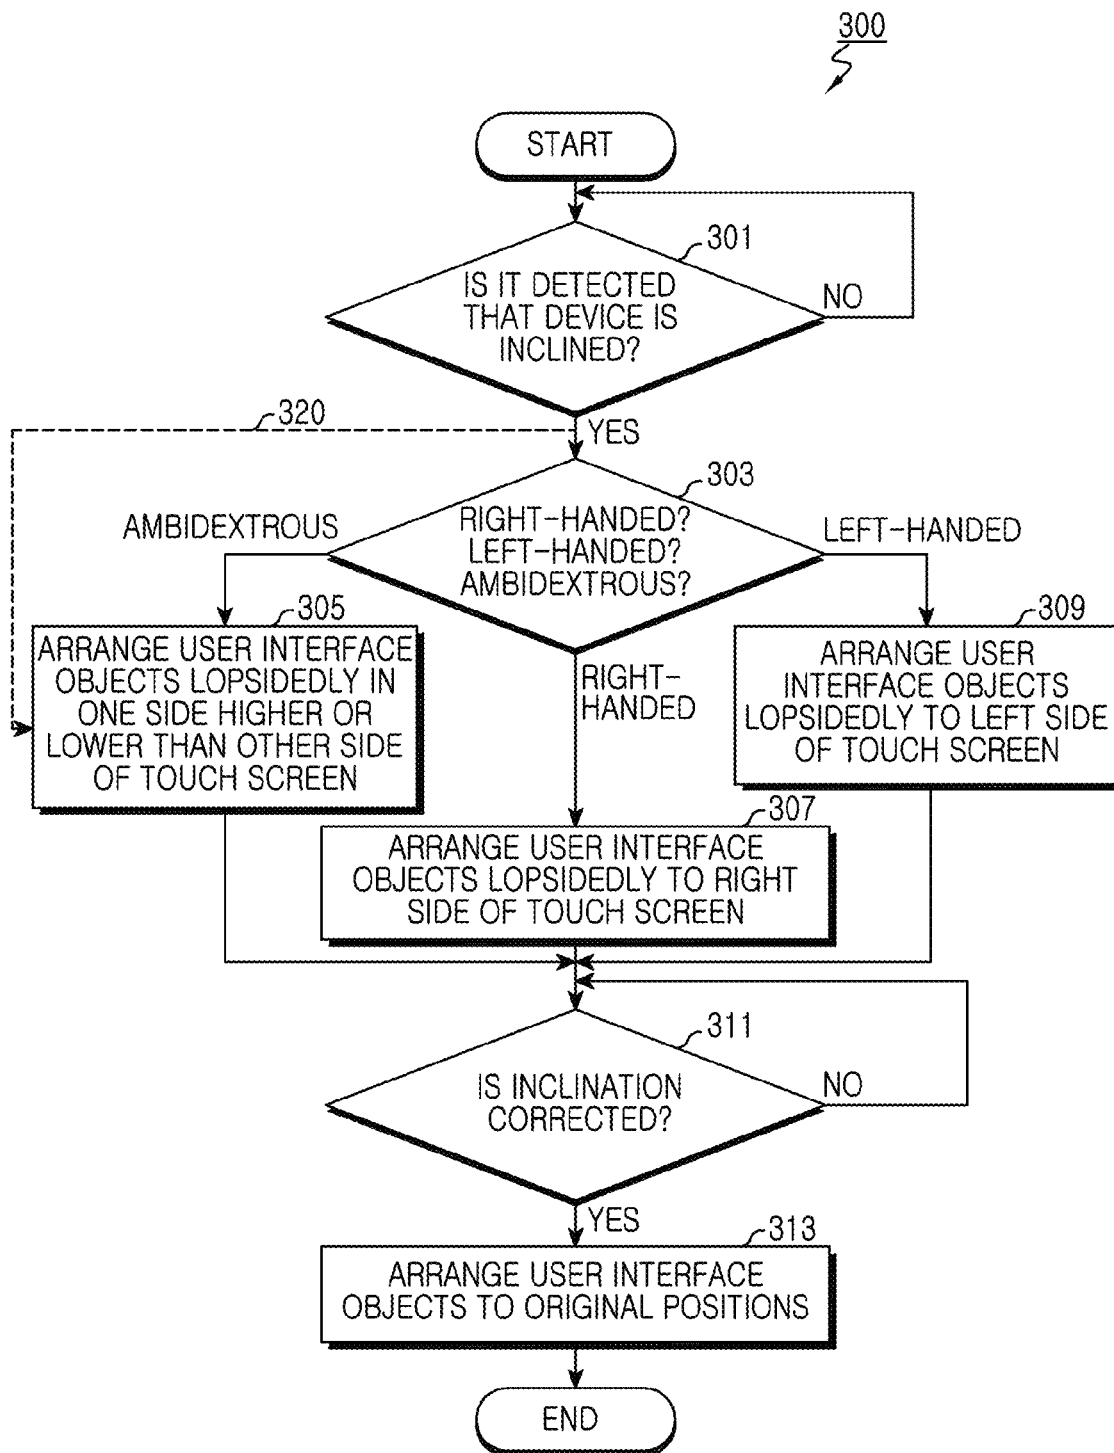 300
START
301
IS IT DETECTED
THAT DEVICE IS
INCLINED?
NO
320
YES
303
AMBIDEXTROUS
RIGHT-HANDED?
LEFT-HANDED?
AMBIDEXTROUS?
LEFT-HANDED
305
ARRANGE USER INTERFACE
OBJECTS LOPSIDEDLY IN
ONE SIDE HIGHER OR
LOWER THAN OTHER SIDE
OF TOUCH SCREEN
RIGHT-
HANDED
309
ARRANGE USER
INTERFACE OBJECTS
LOPSIDEDLY TO LEFT SIDE
OF TOUCH SCREEN
307
ARRANGE USER INTERFACE
OBJECTS LOPSIDEDLY TO RIGHT
SIDE OF TOUCH SCREEN
311
IS INCLINATION
CORRECTED?
NO
YES
313
ARRANGE USER INTERFACE
OBJECTS TO ORIGINAL POSITIONS
END